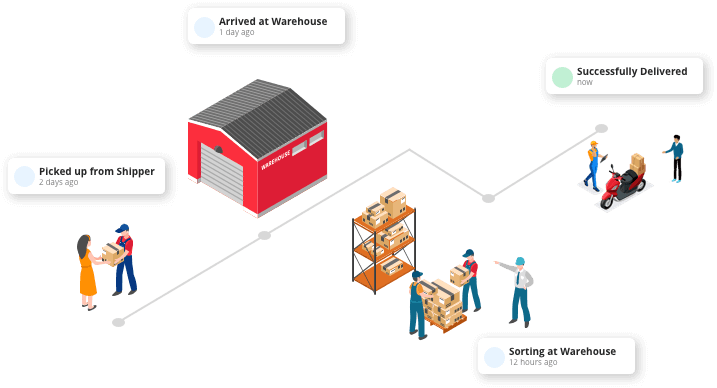 Arrived at Warehouse
1 day ago
Successfully Delivered
now
WAREHOUSE
Picked up from Shipper
2 days ago
Sorting at Warehouse
12 hours ago